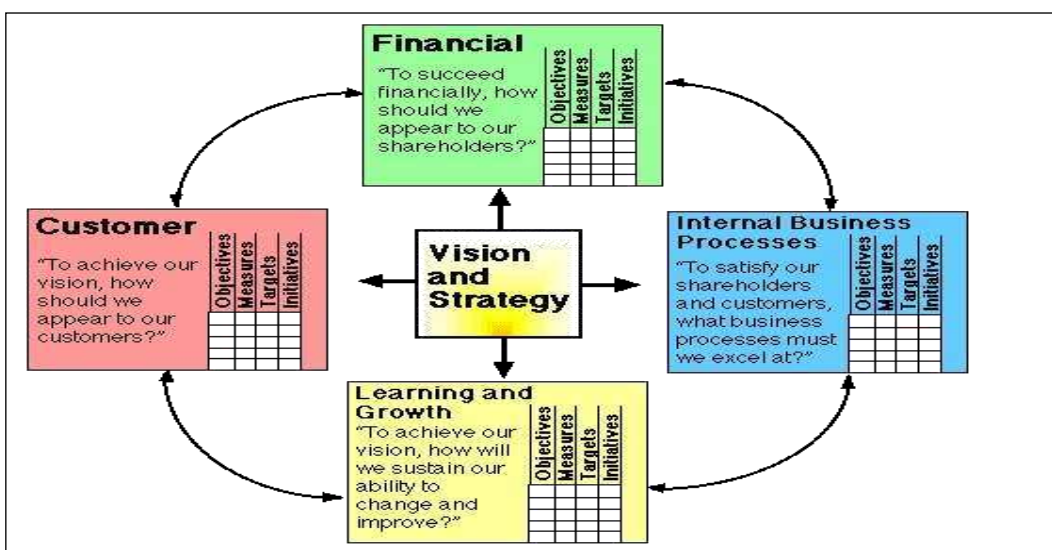 Financial
"To succeed
financially, how
should we
appear to our
shareholders?"
Objectives
Measures
Targets
Initiatives
Customer
"To achieve our
vision, how
should we
appear to our
customers?"
Objectives
Measures
Targets
Initiatives
Vision
and
Strategy
Internal Business
Processes
"To satisfy our
shareholders
and customers,
what business
processes must
we excel at?"
Objectives
Measures
Targets
Initiatives
Learning and
Growth
"To achieve our
vision, how will
we sustain our
ability to
change and
improve?"
Objectives
Measures
Targets
Initiatives